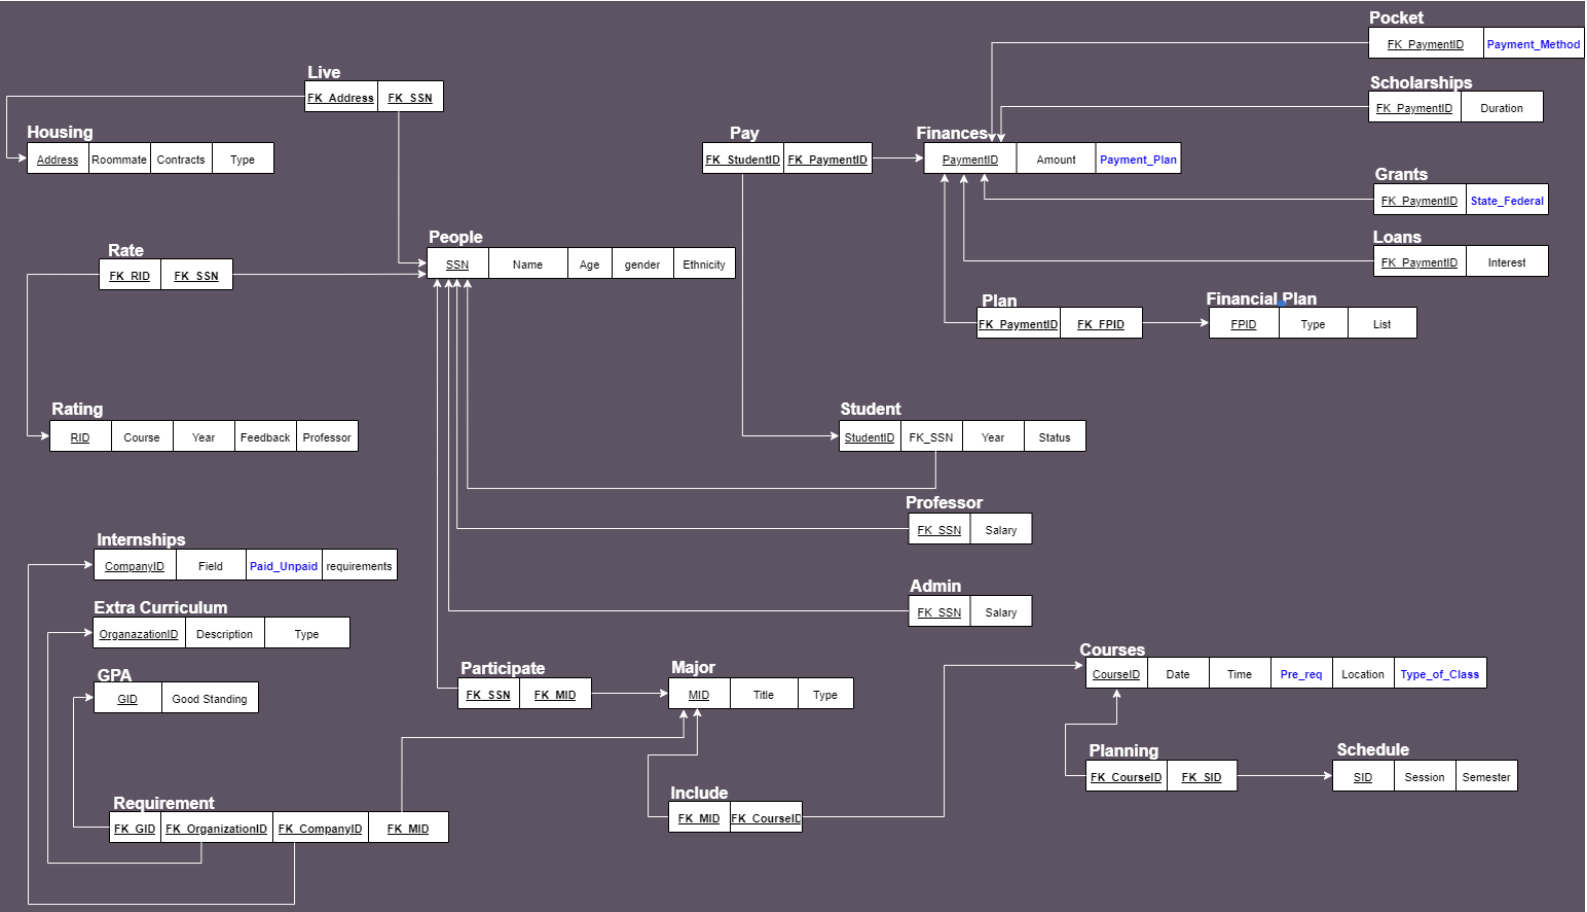 Pocket
FK_PaymentID Payment_Method
Live
FK_Address FK_SSN
Scholarships
FK_PaymentID Duration
Housing
Address Roommate Contracts Type
Pay
FK_StudentID FK_PaymentID
Finances
PaymentID Amount Payment_Plan
Grants
FK_PaymentID State_Federal
Loans
FK_PaymentID Interest
People
SSN Name Age gender Ethnicity
Rate
FK_RID FK_SSN
Plan
FK_PaymentID FK_FPID
Financial Plan
FPID Type List
Rating
RID Course Year Feedback Professor
Student
StudentID FK_SSN Year Status
Professor
FK_SSN Salary
Internships
CompanyID Field Paid_Unpaid requirements
Admin
FK_SSN Salary
Extra Curriculum
OrganazationID Description Type
GPA
GID Good Standing
Participate
FK_SSN FK_MID
Major
MID Title Type
Courses
CourseID Date Time Pre_req Location Type_of_Class
Planning
FK_CourseID FK_SID
Schedule
SID Session Semester
Requirement
FK_GID FK_OrganizationID FK_CompanyID FK_MID
Include
FK_MID FK_CourseID